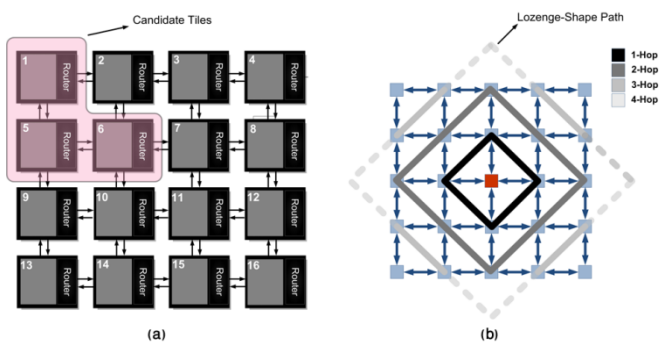 Candidate Tiles
1
2
3
4
Router
Router
Router
Router
5
6
7
8
Router
Router
Router
Router
9
10
11
12
Router
Router
Router
Router
13
14
15
16
Router
Router
Router
Router
(a)
Lozenge-Shape Path
1-Hop
2-Hop
3-Hop
4-Hop
(b)